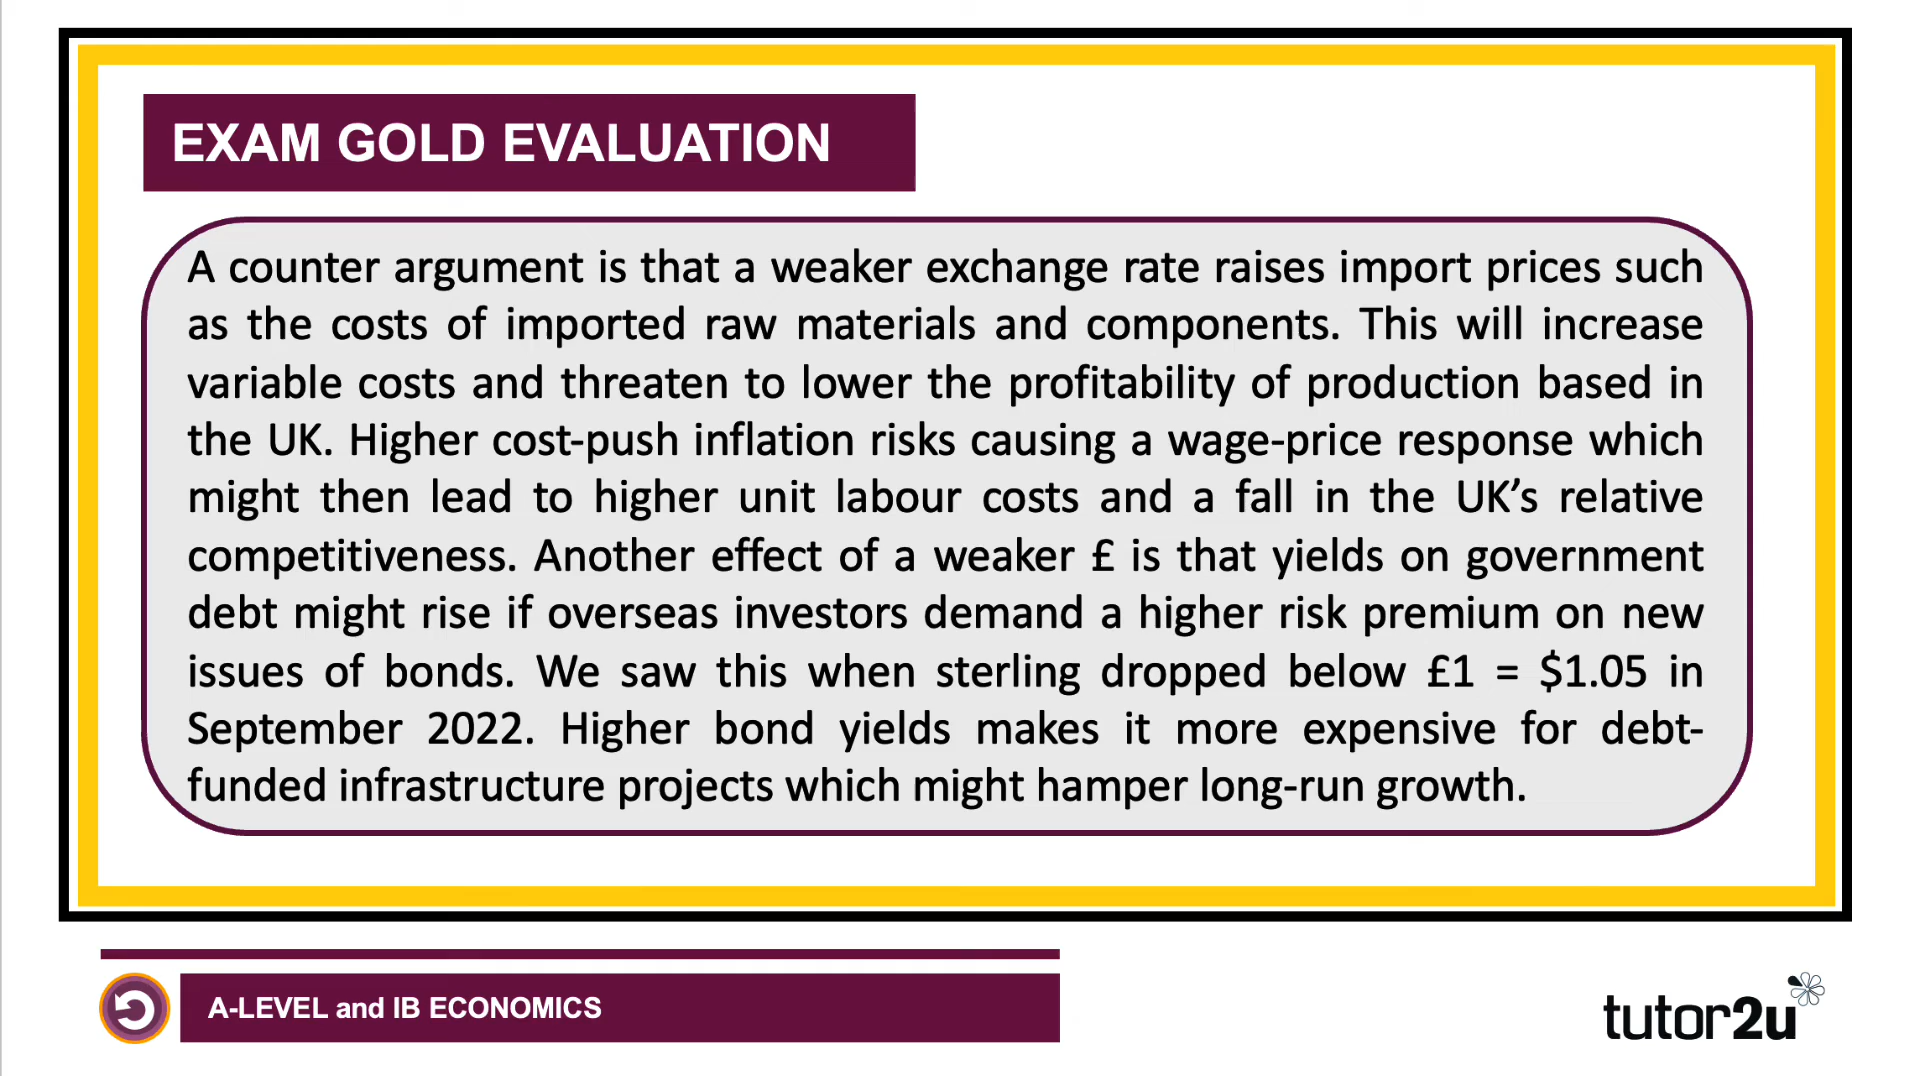 EXAM GOLD EVALUATION
A counter argument is that a weaker exchange rate raises import prices such
as the costs of imported raw materials and components. This will increase
variable costs and threaten to lower the profitability of production based in
the UK. Higher cost-push inflation risks causing a wage-price response which
might then lead to higher unit labour costs and a fall in the UK’s relative
competitiveness. Another effect of a weaker £ is that yields on government
debt might rise if overseas investors demand a higher risk premium on new
issues of bonds. We saw this when sterling dropped below £1 = $1.05 in
September 2022. Higher bond yields makes it more expensive for debt-
funded infrastructure projects which might hamper long-run growth.
A-LEVEL and IB ECONOMICS
tutor2u